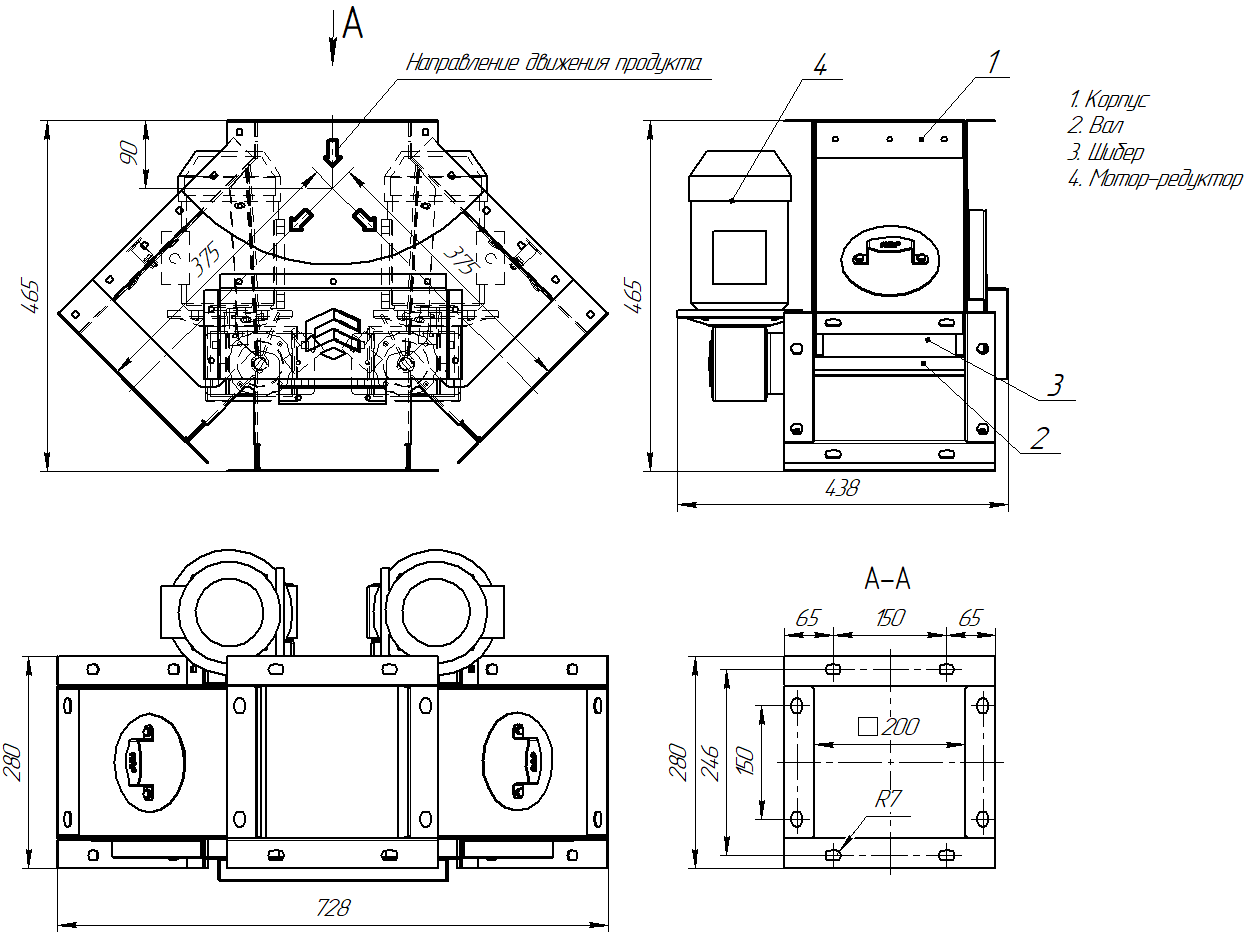 А
Направление движения продукта
4
1
1. Корпус
2. Вал
3. Шибер
4. Мотор-редуктор
90
375
375
465
465
3
2
438
А-А
65
150
65
280
280
246
150
□200
R7
728